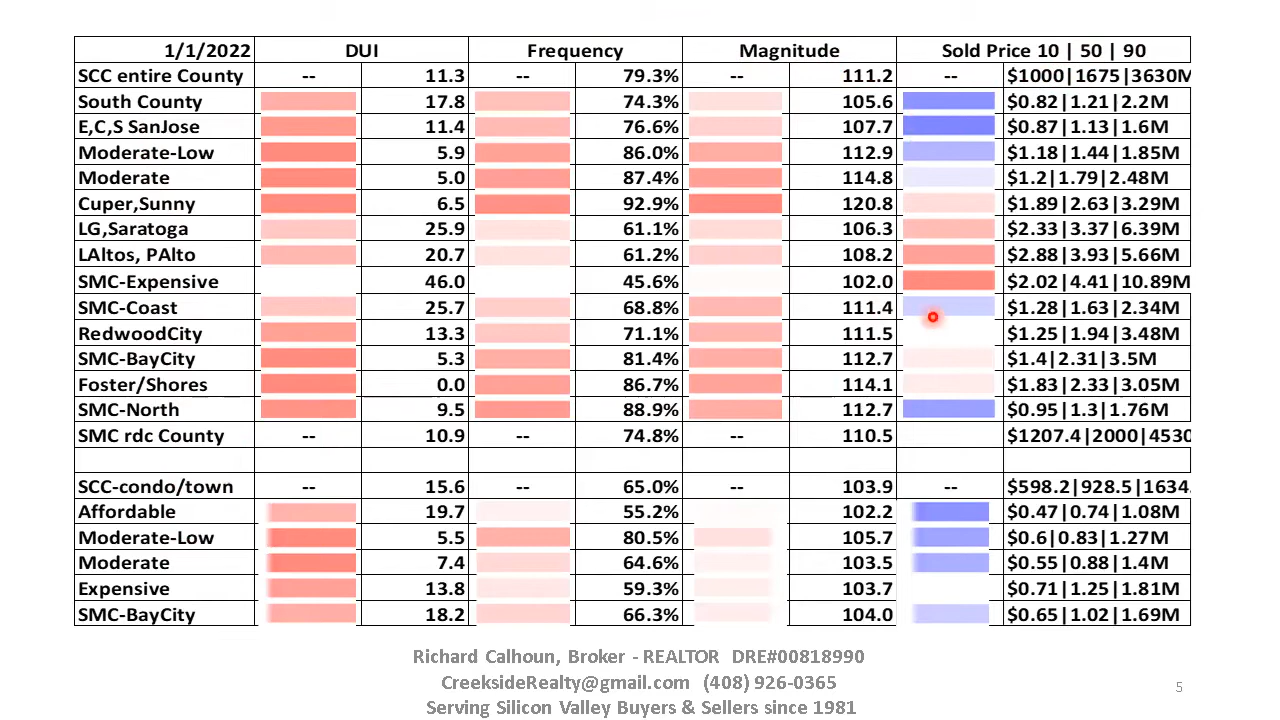 1/1/2022 DUI Frequency Magnitude Sold Price 10 | 50 | 90
SCC entire County -- 11.3 -- 79.3% -- 111.2 -- $1000|1675|3630M
South County 17.8 74.3% 105.6 $0.82|1.21|2.2M
E,C,S SanJose 11.4 76.6% 107.7 $0.87|1.13|1.6M
Moderate-Low 5.9 86.0% 112.9 $1.18|1.44|1.85M
Moderate 5.0 87.4% 114.8 $1.2|1.79|2.48M
Cuper,Sunny 6.5 92.9% 120.8 $1.89|2.63|3.29M
LG,Saratoga 25.9 61.1% 106.3 $2.33|3.37|6.39M
LAltos, PAlto 20.7 61.2% 108.2 $2.88|3.93|5.66M
SMC-Expensive 46.0 45.6% 102.0 $2.02|4.41|10.89M
SMC-Coast 25.7 68.8% 111.4 $1.28|1.63|2.34M
RedwoodCity 13.3 71.1% 111.5 $1.25|1.94|3.48M
SMC-BayCity 5.3 81.4% 112.7 $1.4|2.31|3.5M
Foster/Shores 0.0 86.7% 114.1 $1.83|2.33|3.05M
SMC-North 9.5 88.9% 112.7 $0.95|1.3|1.76M
SMC rdc County -- 10.9 -- 74.8% -- 110.5 $1207.4|2000|4530
SCC-condo/town -- 15.6 -- 65.0% -- 103.9 -- $598.2|928.5|1634.
Affordable 19.7 55.2% 102.2 $0.47|0.74|1.08M
Moderate-Low 5.5 80.5% 105.7 $0.6|0.83|1.27M
Moderate 7.4 64.6% 103.5 $0.55|0.88|1.4M
Expensive 13.8 59.3% 103.7 $0.71|1.25|1.81M
SMC-BayCity 18.2 66.3% 104.0 $0.65|1.02|1.69M
Richard Calhoun, Broker - REALTOR DRE#00818990
CreeksideRealty@gmail.com (408) 926-0365
Serving Silicon Valley Buyers & Sellers since 1981
5